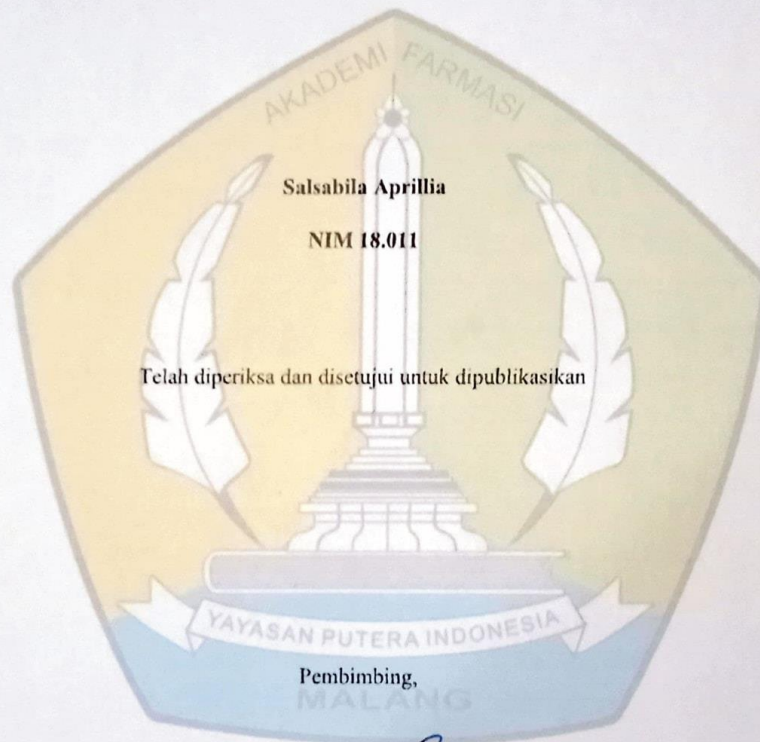 AKADEMI FARMASI
Salsabila Aprillia
NIM 18.011
Telah diperiksa dan disetujui untuk dipublikasikan
YAYASAN PUTERA INDONESIA
Pembimbing,
MALANG